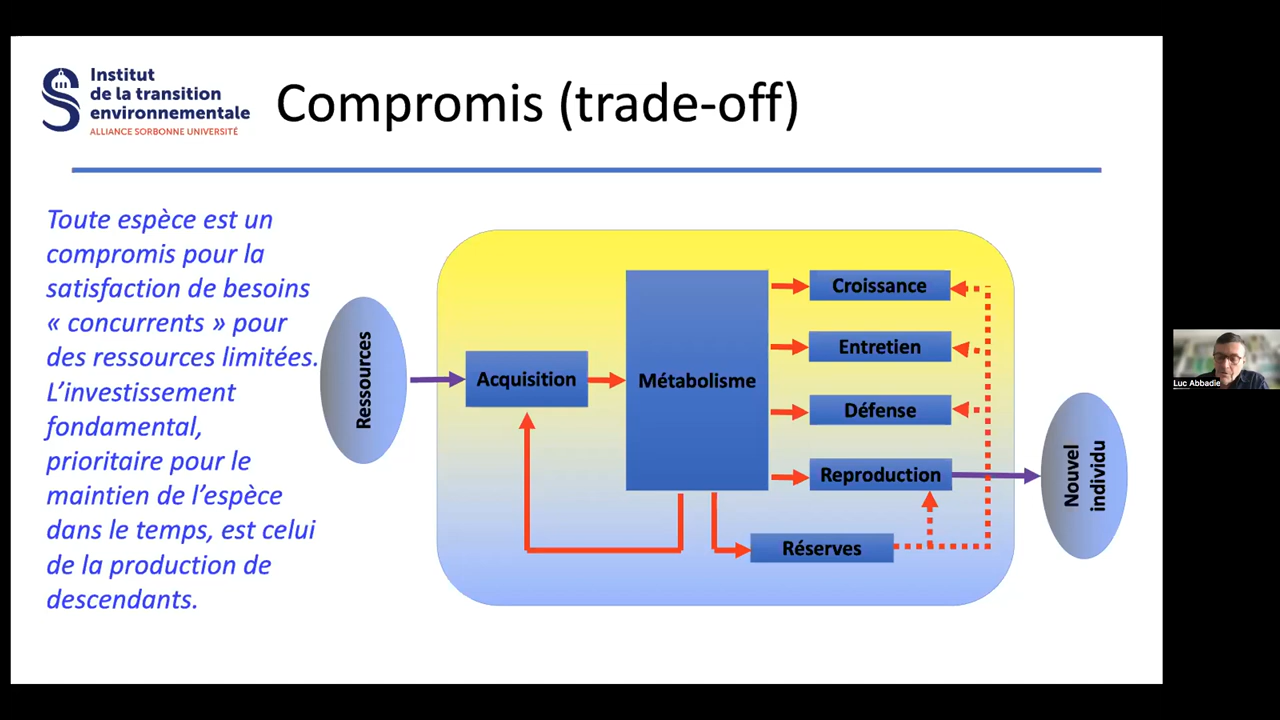 Institut
de la transition
environnementale
ALLIANCE SORBONNE UNIVERSITÉ
Compromis (trade-off)
Toute espèce est un
compromis pour la
satisfaction de besoins
« concurrents » pour
des ressources limitées.
L’investissement
fondamental,
prioritaire pour le
maintien de l’espèce
dans le temps, est celui
de la production de
descendants.
Ressources
Acquisition
Métabolisme
Croissance
Entretien
Défense
Reproduction
Réserves
Nouvel
individu
Luc Abbadie